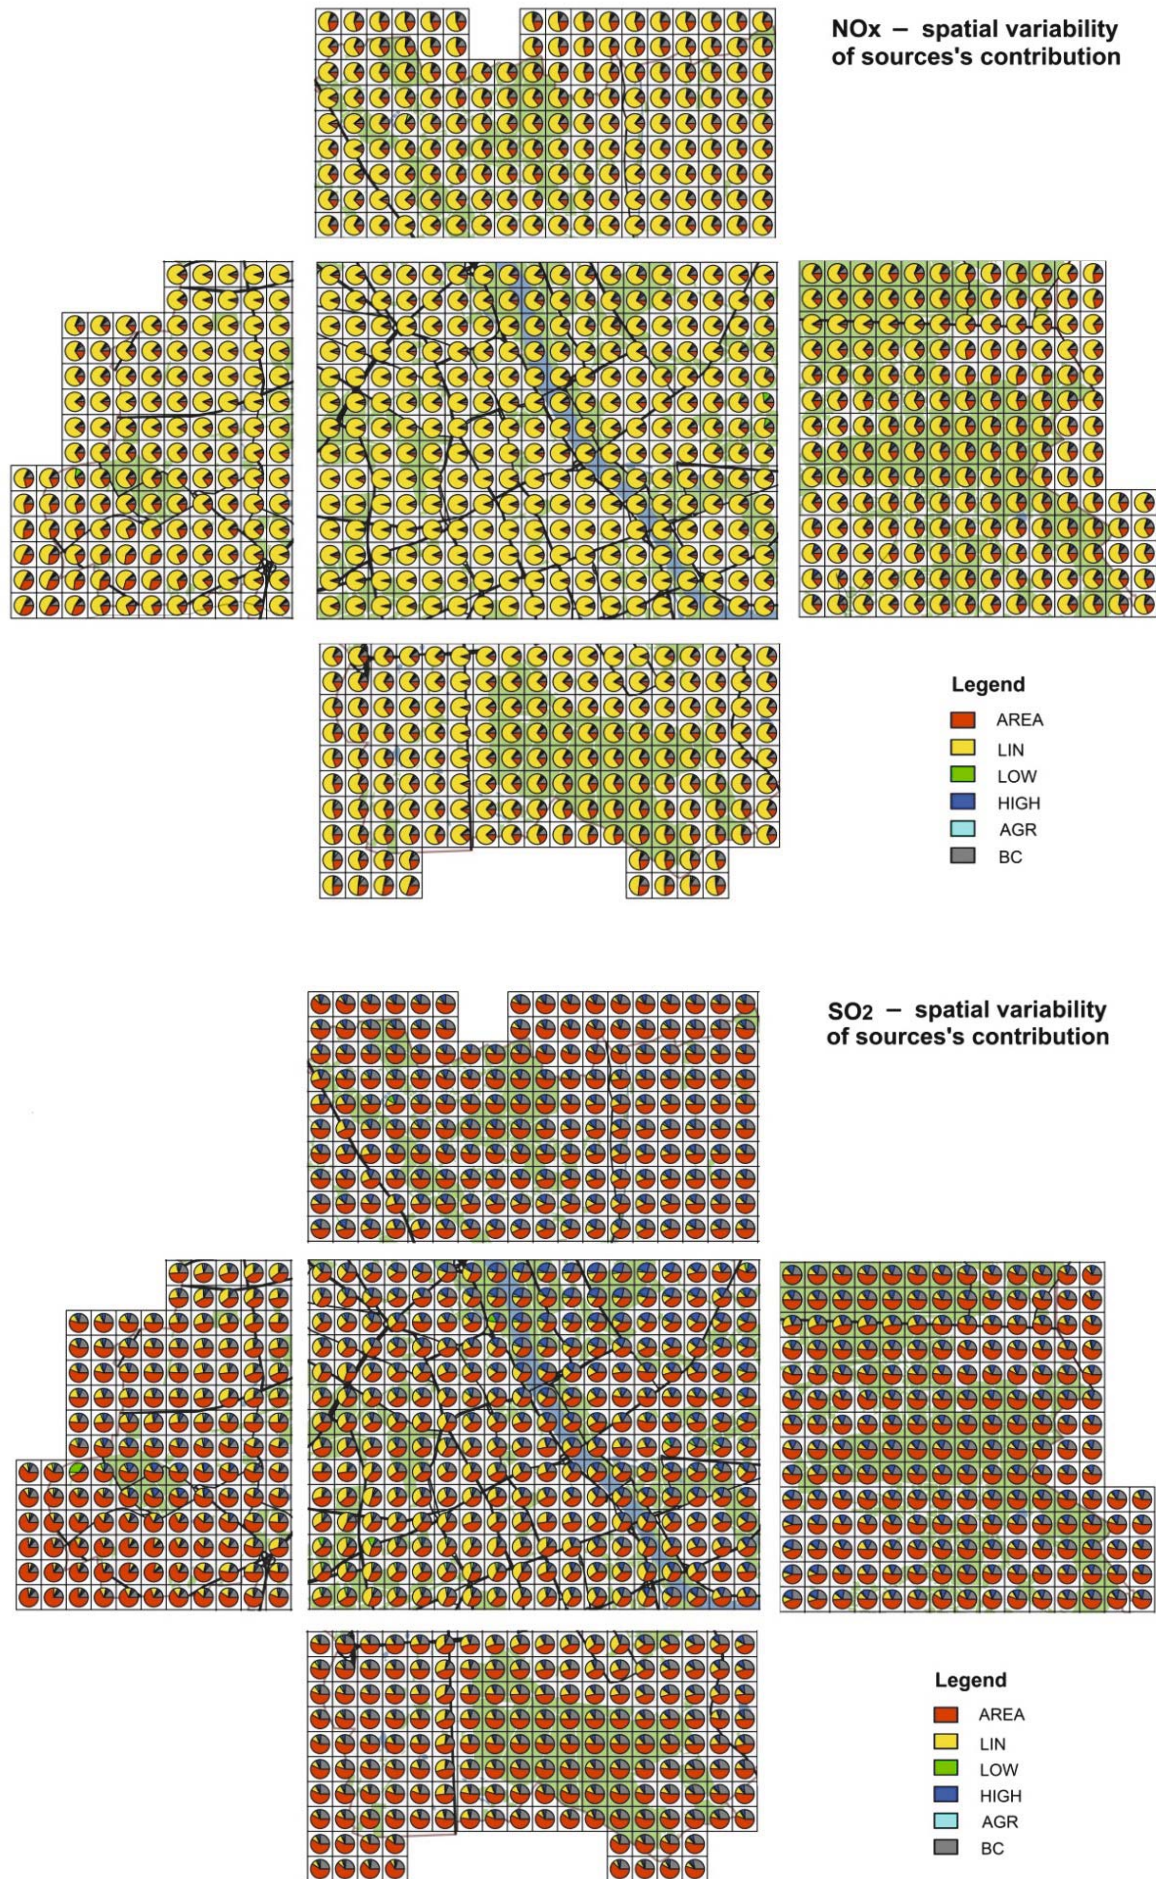 NOx – spatial variability
of sources's contribution
Legend
AREA
LIN
LOW
HIGH
AGR
BC
SO2 – spatial variability
of sources's contribution
Legend
AREA
LIN
LOW
HIGH
AGR
BC